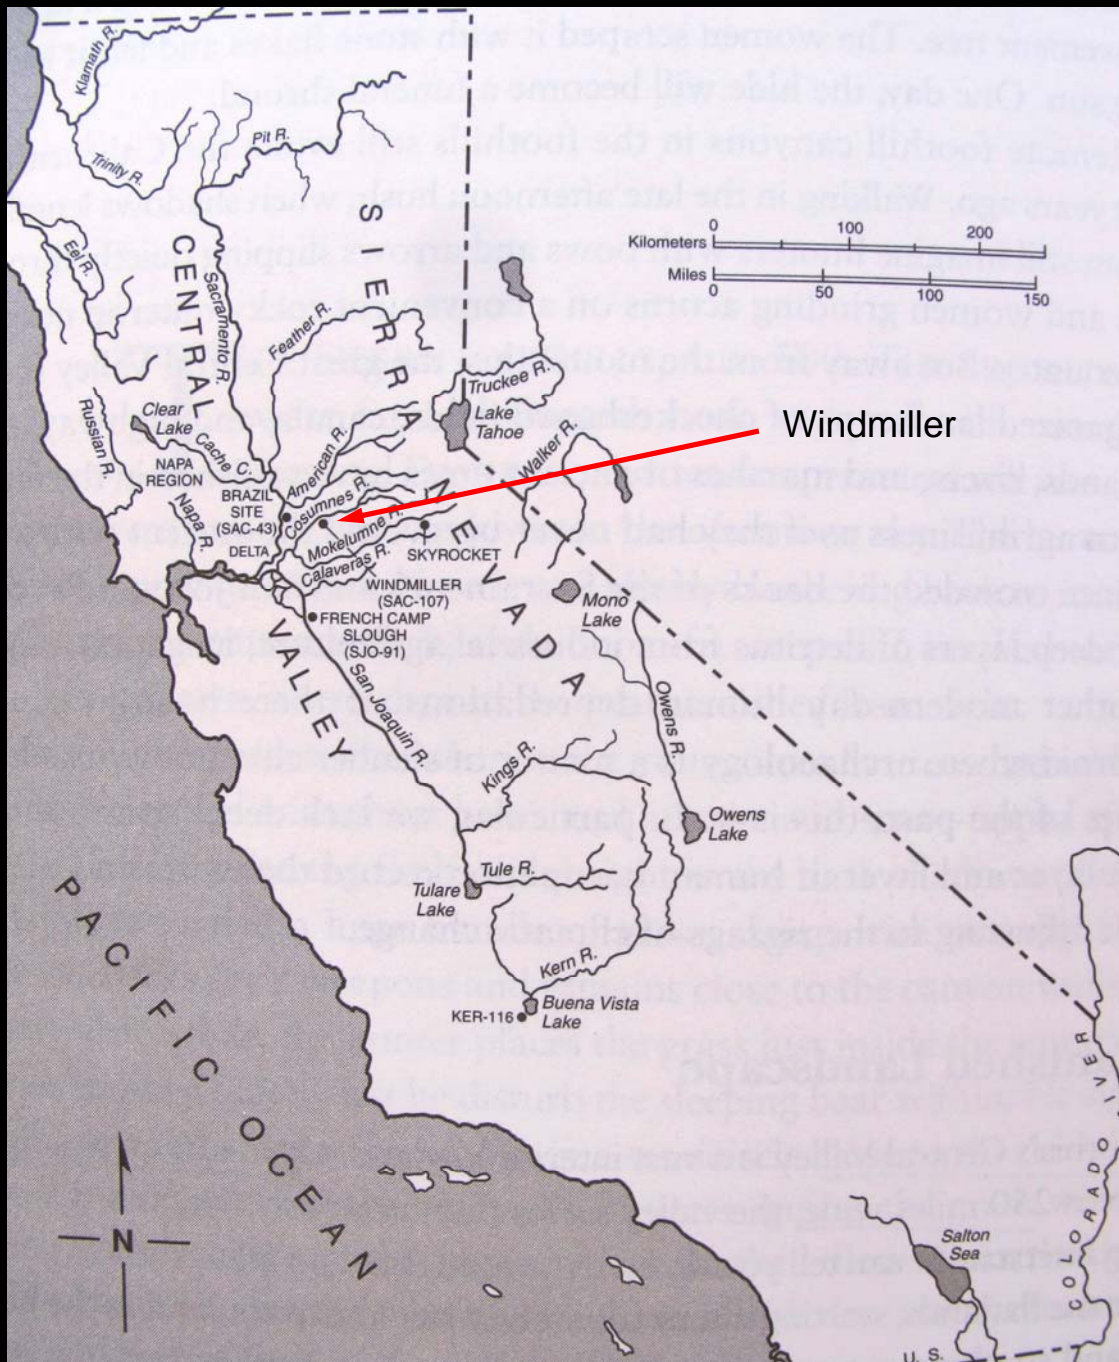 Klamath R.
Trinity R.
Pit R.
Eel R.
CENTRAL
VALLEY
Sacramento R.
SIERRA
NEVADA
Feather R.
Kilometers
0 100 200
Miles
0 50 100 150
Truckee R.
Lake
Tahoe
Clear
Lake
Cache C.
Russian R.
NAPA
REGION
Napa R.
American R.
Walker R.
Windmiller
BRAZIL
SITE
(SAC-43)
DELTA
Cosumnes R.
Mokelumne R.
Calaveras R.
SKYROCKET
WINDMILLER
(SAC-107)
FRENCH CAMP
SLOUGH
(SJO-91)
Mono
Lake
San Joaquin R.
Owens R.
Kings R.
Owens
Lake
Tule R.
Tulare
Lake
Kern R.
Buena Vista
Lake
KER-116
PACIFIC OCEAN
N
COLORADO RIVER
Salton
Sea
U. S.